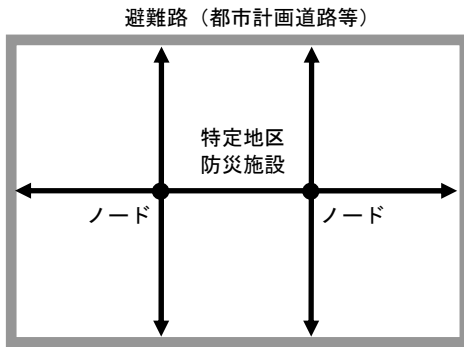 避難路（都市計画道路等）
特定地区
防災施設
ノード
ノード